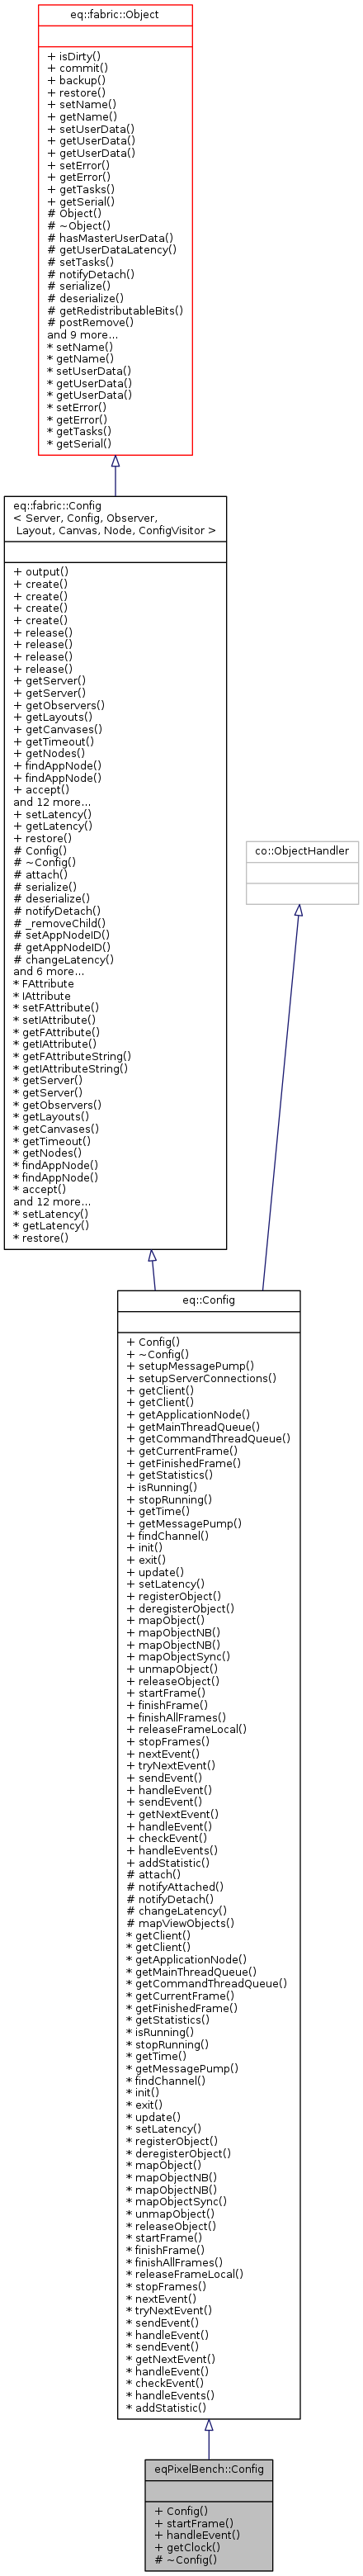 eq::fabric::Object
+ isDirty()
+ commit()
+ backup()
+ restore()
+ setName()
+ getName()
+ setUserData()
+ getUserData()
+ getUserData()
+ setError()
+ getError()
+ getTasks()
+ getSerial()
# Object()
# ~Object()
# hasMasterUserData()
# getUserDataLatency()
# setTasks()
# notifyDetach()
# serialize()
# deserialize()
# getRedistributableBits()
# postRemove()
and 9 more...
* setName()
* getName()
* setUserData()
* getUserData()
* getUserData()
* setError()
* getError()
* getTasks()
* getSerial()
eq::fabric::Config
< Server, Config, Observer,
Layout, Canvas, Node, ConfigVisitor >
+ output()
+ create()
+ create()
+ create()
+ create()
+ release()
+ release()
+ release()
+ release()
+ getServer()
+ getServer()
+ getObservers()
+ getLayouts()
+ getCanvases()
+ getTimeout()
+ getNodes()
+ findAppNode()
+ findAppNode()
+ accept()
and 12 more...
+ setLatency()
+ getLatency()
+ restore()
# Config()
# ~Config()
# attach()
# serialize()
# deserialize()
# notifyDetach()
# _removeChild()
# setAppNodeID()
# getAppNodeID()
# changeLatency()
and 6 more...
* FAttribute
* IAttribute
* setFAttribute()
* setIAttribute()
* getFAttribute()
* getIAttribute()
* getFAttributeString()
* getIAttributeString()
* getServer()
* getServer()
* getObservers()
* getLayouts()
* getCanvases()
* getTimeout()
* getNodes()
* findAppNode()
* findAppNode()
* accept()
and 12 more...
* setLatency()
* getLatency()
* restore()
co::ObjectHandler
eq::Config
+ Config()
+ ~Config()
+ setupMessagePump()
+ setupServerConnections()
+ getClient()
+ getClient()
+ getApplicationNode()
+ getMainThreadQueue()
+ getCommandThreadQueue()
+ getCurrentFrame()
+ getFinishedFrame()
+ getStatistics()
+ isRunning()
+ stopRunning()
+ getTime()
+ getMessagePump()
+ findChannel()
+ init()
+ exit()
+ update()
+ setLatency()
+ registerObject()
+ deregisterObject()
+ mapObject()
+ mapObjectNB()
+ mapObjectNB()
+ mapObjectSync()
+ unmapObject()
+ releaseObject()
+ startFrame()
+ finishFrame()
+ finishAllFrames()
+ releaseFrameLocal()
+ stopFrames()
+ nextEvent()
+ tryNextEvent()
+ sendEvent()
+ handleEvent()
+ sendEvent()
+ getNextEvent()
+ handleEvent()
+ checkEvent()
+ handleEvents()
+ addStatistic()
# attach()
# notifyAttached()
# notifyDetach()
# changeLatency()
# mapViewObjects()
* getClient()
* getClient()
* getApplicationNode()
* getMainThreadQueue()
* getCommandThreadQueue()
* getCurrentFrame()
* getFinishedFrame()
* getStatistics()
* isRunning()
* stopRunning()
* getTime()
* getMessagePump()
* findChannel()
* init()
* exit()
* update()
* setLatency()
* registerObject()
* deregisterObject()
* mapObject()
* mapObjectNB()
* mapObjectNB()
* mapObjectSync()
* unmapObject()
* releaseObject()
* startFrame()
* finishFrame()
* finishAllFrames()
* releaseFrameLocal()
* stopFrames()
* nextEvent()
* tryNextEvent()
* sendEvent()
* handleEvent()
* sendEvent()
* getNextEvent()
* handleEvent()
* checkEvent()
* handleEvents()
* addStatistic()
eqPixelBench::Config
+ Config()
+ startFrame()
+ handleEvent()
+ getClock()
# ~Config()